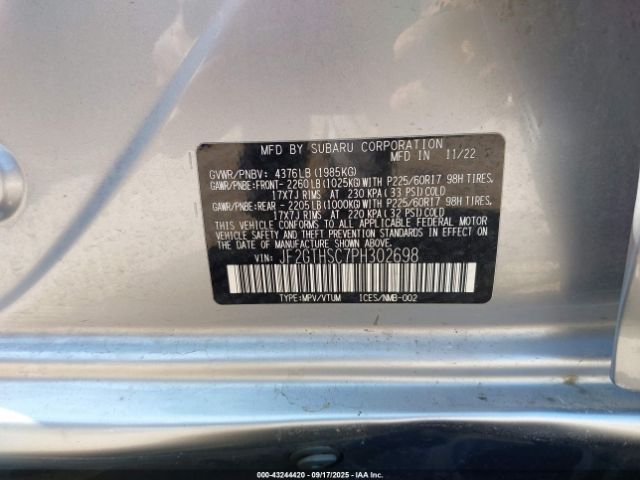 MFD BY SUBARU CORPORATION
MFD IN 11/22
GVWR/PNBV: 4376LB (1985KG)
GAWR/PNBE: FRONT- 2260LB (1025KG) WITH P225/60R17 98H TIRES,
17X7J RIMS AT 230 KPA (33 PSI) COLD
GAWR/PNBE: REAR - 2205LB (1000KG) WITH P225/60R17 98H TIRES,
17X7J RIMS AT 220 KPA (32 PSI) COLD
THIS VEHICLE CONFORMS TO ALL APPLICABLE FEDERAL MOTOR
VEHICLE SAFETY AND THEFT PREVENTION STANDARDS IN EFFECT
ON THE DATE OF MANUFACTURE SHOWN ABOVE.
VIN: JF2GTHSC7PH302698
TYPE:MPV/VTUM ICES/NMB-002
000-43244420 - 09/17/2025 - IAAI.COM